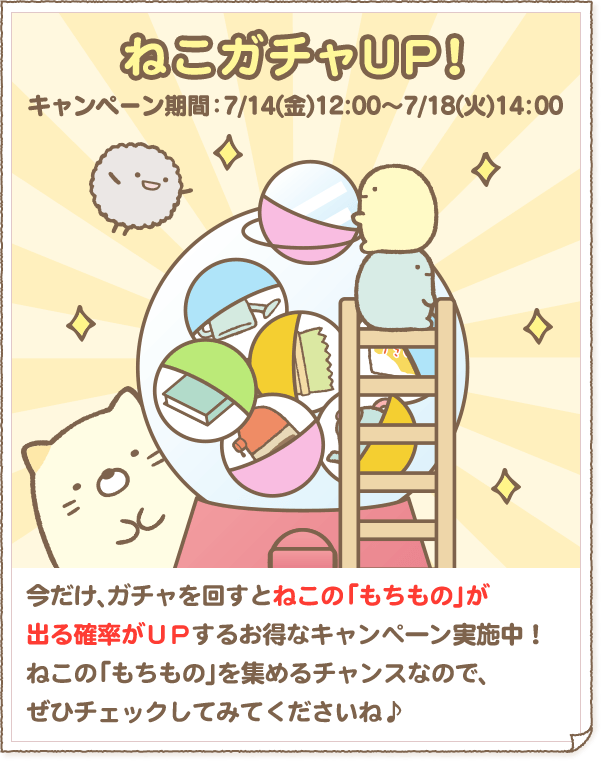 ねこガチャUP!
キャンペーン期間：7/14(金)12:00～7/18(火)14:00
今だけ、ガチャを回すとねこの「もちもの」が
出る確率がUPするお得なキャンペーン実施中！
ねこの「もちもの」を集めるチャンスなので、
ぜひチェックしてみてくださいね♪